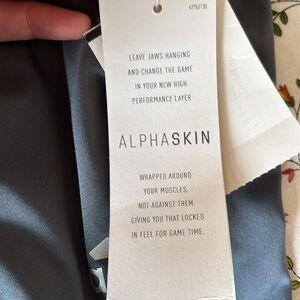 LEAVE JAWS HANGING
AND CHANGE THE GAME
IN YOUR NEW HIGH
PERFORMANCE LAYER
ALPHASKIN
WRAPPED AROUND
YOUR MUSCLES,
NOT AGAINST THEM.
GIVING YOU THAT LOCKED
IN FEEL FOR GAME TIME.